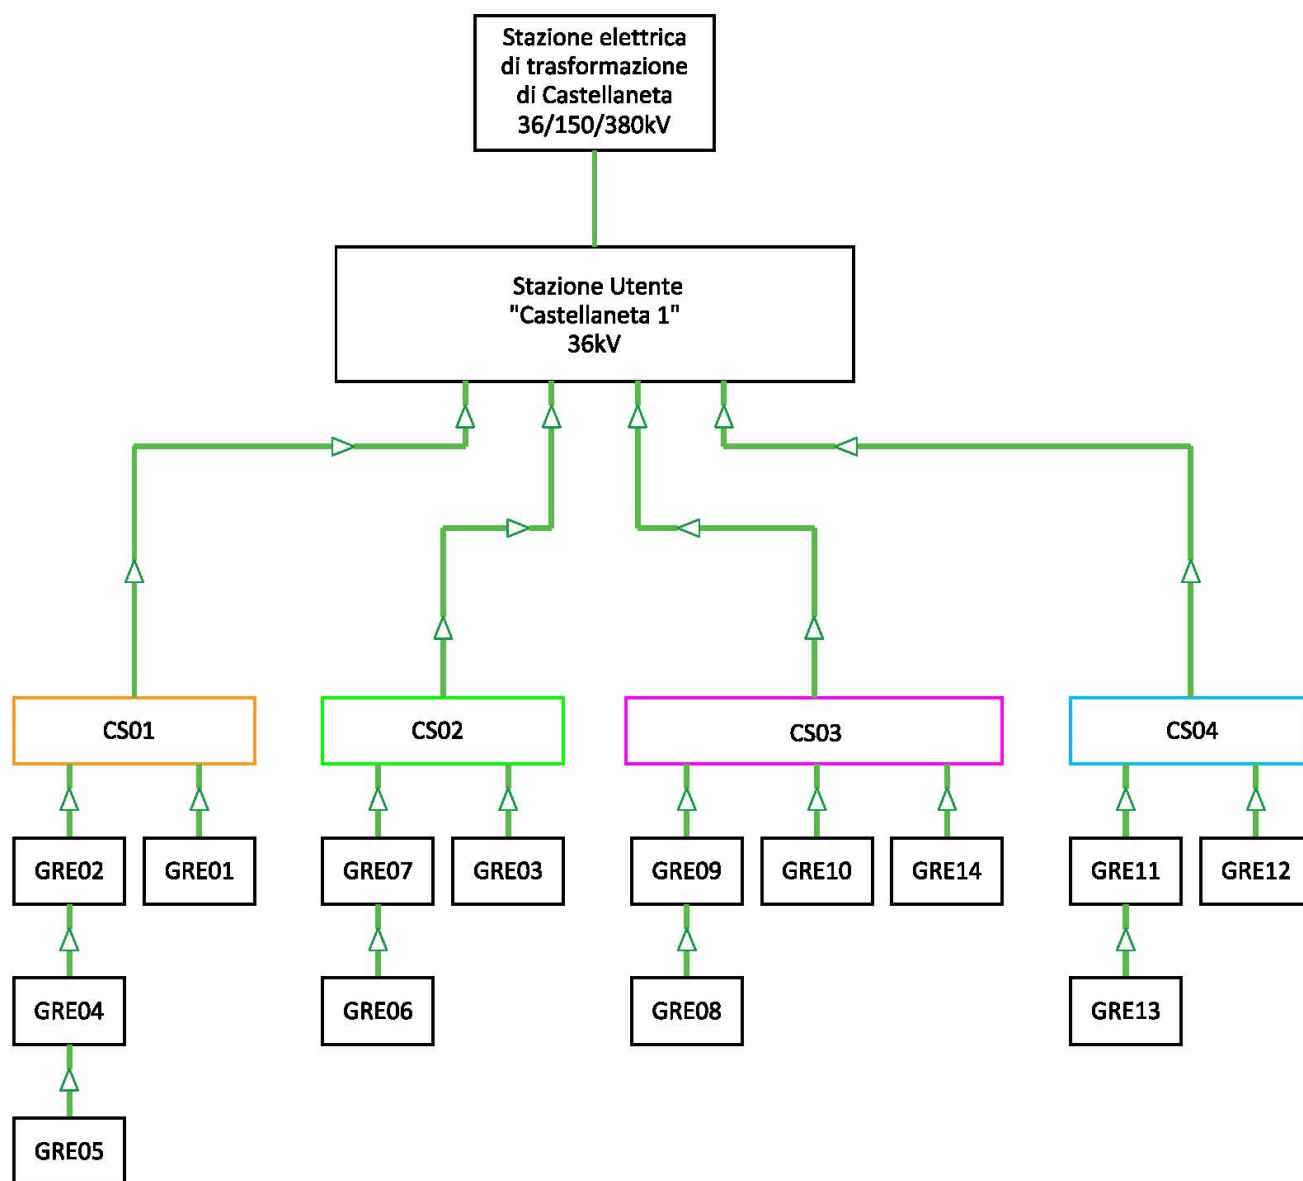 Stazione elettrica
di trasformazione
di Castellaneta
36/150/380kV
Stazione Utente
"Castellaneta 1"
36kV
CS01
CS02
CS03
CS04
GRE02
GRE01
GRE07
GRE03
GRE09
GRE10
GRE14
GRE11
GRE12
GRE04
GRE06
GRE08
GRE13
GRE05